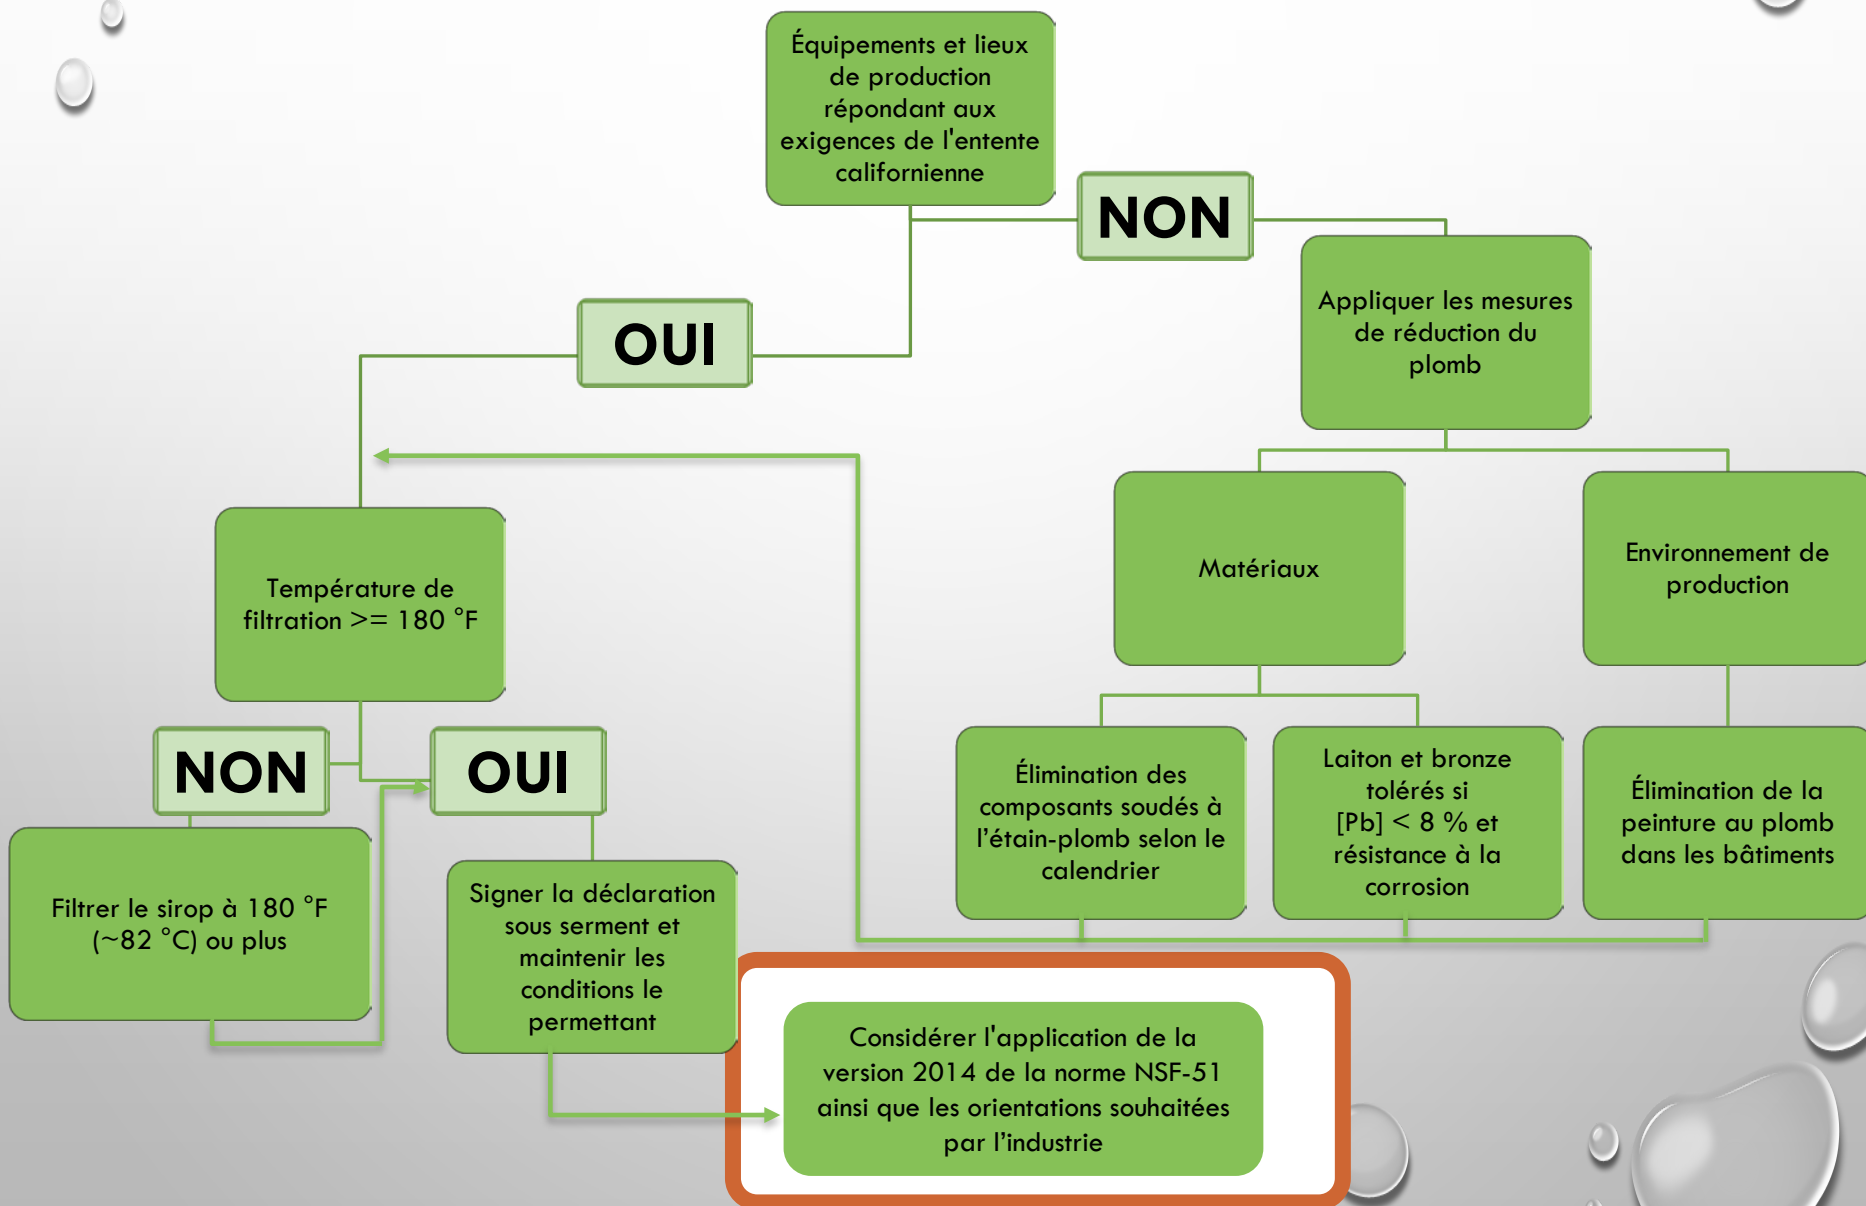 Équipements et lieux
de production
répondant aux
exigences de l'entente
californienne
NON
OUI
Appliquer les mesures
de réduction du
plomb
Matériaux
Environnement de
production
Température de
filtration >= 180 °F
NON
OUI
Élimination des
composants soudés à
l’étain-plomb selon le
calendrier
Laiton et bronze
tolérés si
[Pb] < 8 % et
résistance à la
corrosion
Élimination de la
peinture au plomb
dans les bâtiments
Filtrer le sirop à 180 °F
(~82 °C) ou plus
Signer la déclaration
sous serment et
maintenir les
conditions le
permettant
Considérer l'application de la
version 2014 de la norme NSF-51
ainsi que les orientations souhaitées
par l’industrie